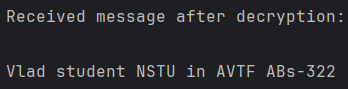 Received message after decryption:
Vlad student NSTU in AVTF ABs-322